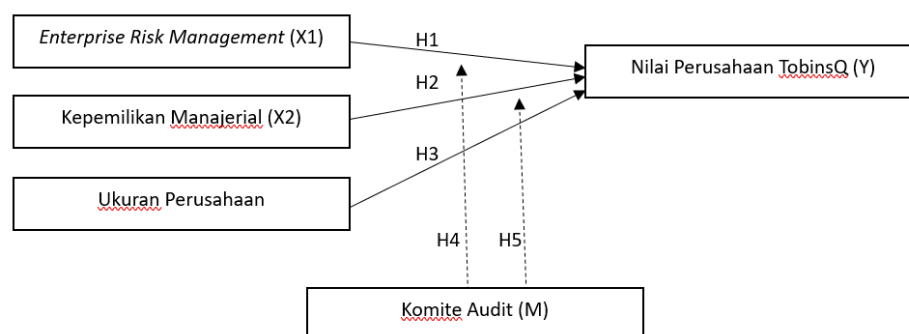 Enterprise Risk Management (X1)
H1
Nilai Perusahaan TobinsQ (Y)
H2
Kepemilikan Manajerial (X2)
H3
Ukuran Perusahaan
H4
H5
Komite Audit (M)